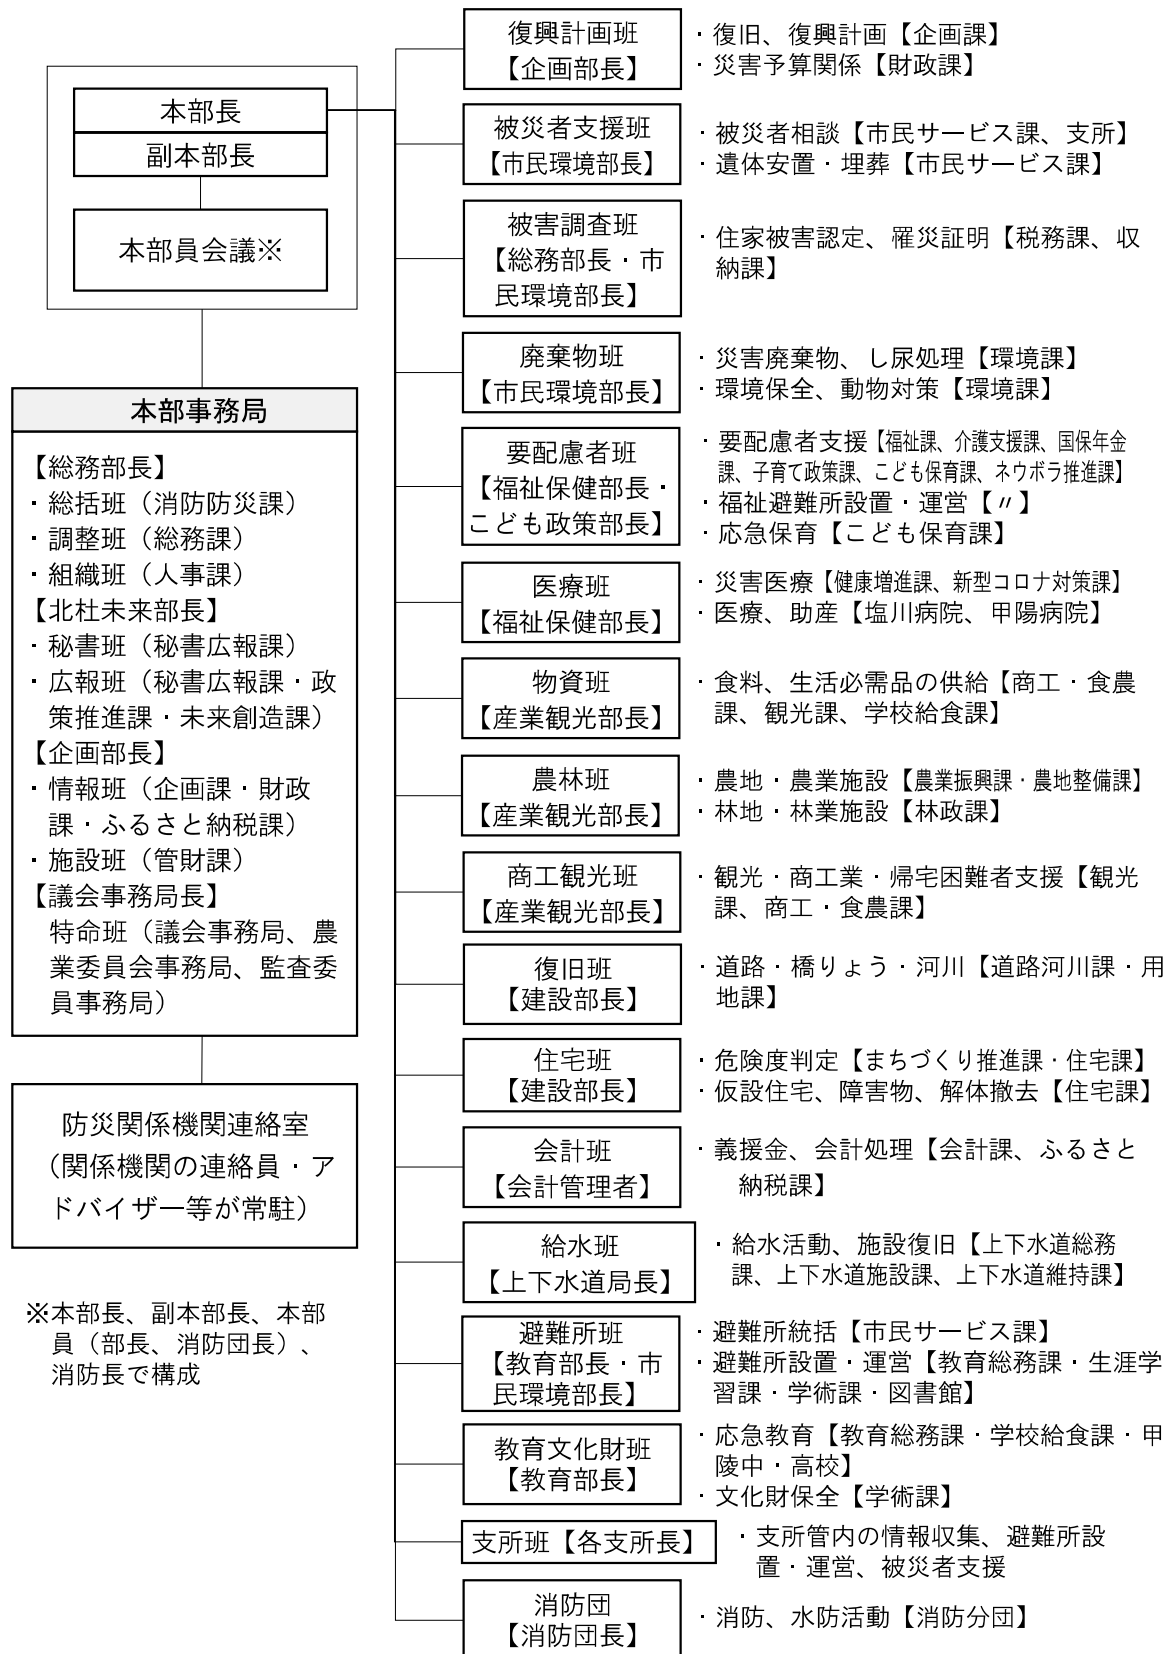 本部長
副本部長
本部員会議※
本部事務局
【総務部長】
・総括班（消防防災課）
・調整班（総務課）
・組織班（人事課）
【北杜未来部長】
・秘書班（秘書広報課）
・広報班（秘書広報課・政
策推進課・未来創造課）
【企画部長】
・情報班（企画課・財政
課・ふるさと納税課）
・施設班（管財課）
【議会事務局長】
特命班（議会事務局、農
業委員会事務局、監査委
員事務局）
防災関係機関連絡室
（関係機関の連絡員・ア
ドバイザー等が常駐）
※本部長、副本部長、本部
員（部長、消防団長）、
消防長で構成
復興計画班
【企画部長】
・復旧、復興計画【企画課】
・災害予算関係【財政課】
被災者支援班
【市民環境部長】
・被災者相談【市民サービス課、支所】
・遺体安置・埋葬【市民サービス課】
被害調査班
【総務部長・市
民環境部長】
・住家被害認定、罹災証明【税務課、収
納課】
廃棄物班
【市民環境部長】
・災害廃棄物、し尿処理【環境課】
・環境保全、動物対策【環境課】
要配慮者班
【福祉保健部長・
こども政策部長】
・要配慮者支援【福祉課、介護支援課、国保年金
課、子育て政策課、こども保育課、ネウボラ推進課】
・福祉避難所設置・運営【〃】
・応急保育【こども保育課】
医療班
【福祉保健部長】
・災害医療【健康増進課、新型コロナ対策課】
・医療、助産【塩川病院、甲陽病院】
物資班
【産業観光部長】
・食料、生活必需品の供給【商工・食農
課、観光課、学校給食課】
農林班
【産業観光部長】
・農地・農業施設【農業振興課・農地整備課】
・林地・林業施設【林政課】
商工観光班
【産業観光部長】
・観光・商工業・帰宅困難者支援【観光
課、商工・食農課】
復旧班
【建設部長】
・道路・橋りょう・河川【道路河川課・用
地課】
住宅班
【建設部長】
・危険度判定【まちづくり推進課・住宅課】
・仮設住宅、障害物、解体撤去【住宅課】
会計班
【会計管理者】
・義援金、会計処理【会計課、ふるさと
納税課】
給水班
【上下水道局長】
・給水活動、施設復旧【上下水道総務
課、上下水道施設課、上下水道維持課】
避難所班
【教育部長・市
民環境部長】
・避難所統括【市民サービス課】
・避難所設置・運営【教育総務課・生涯学
習課・学術課・図書館】
教育文化財班
【教育部長】
・応急教育【教育総務課・学校給食課・甲
陵中・高校】
・文化財保全【学術課】
支所班【各支所長】
・支所管内の情報収集、避難所設
置・運営、被災者支援
消防団
【消防団長】
・消防、水防活動【消防分団】